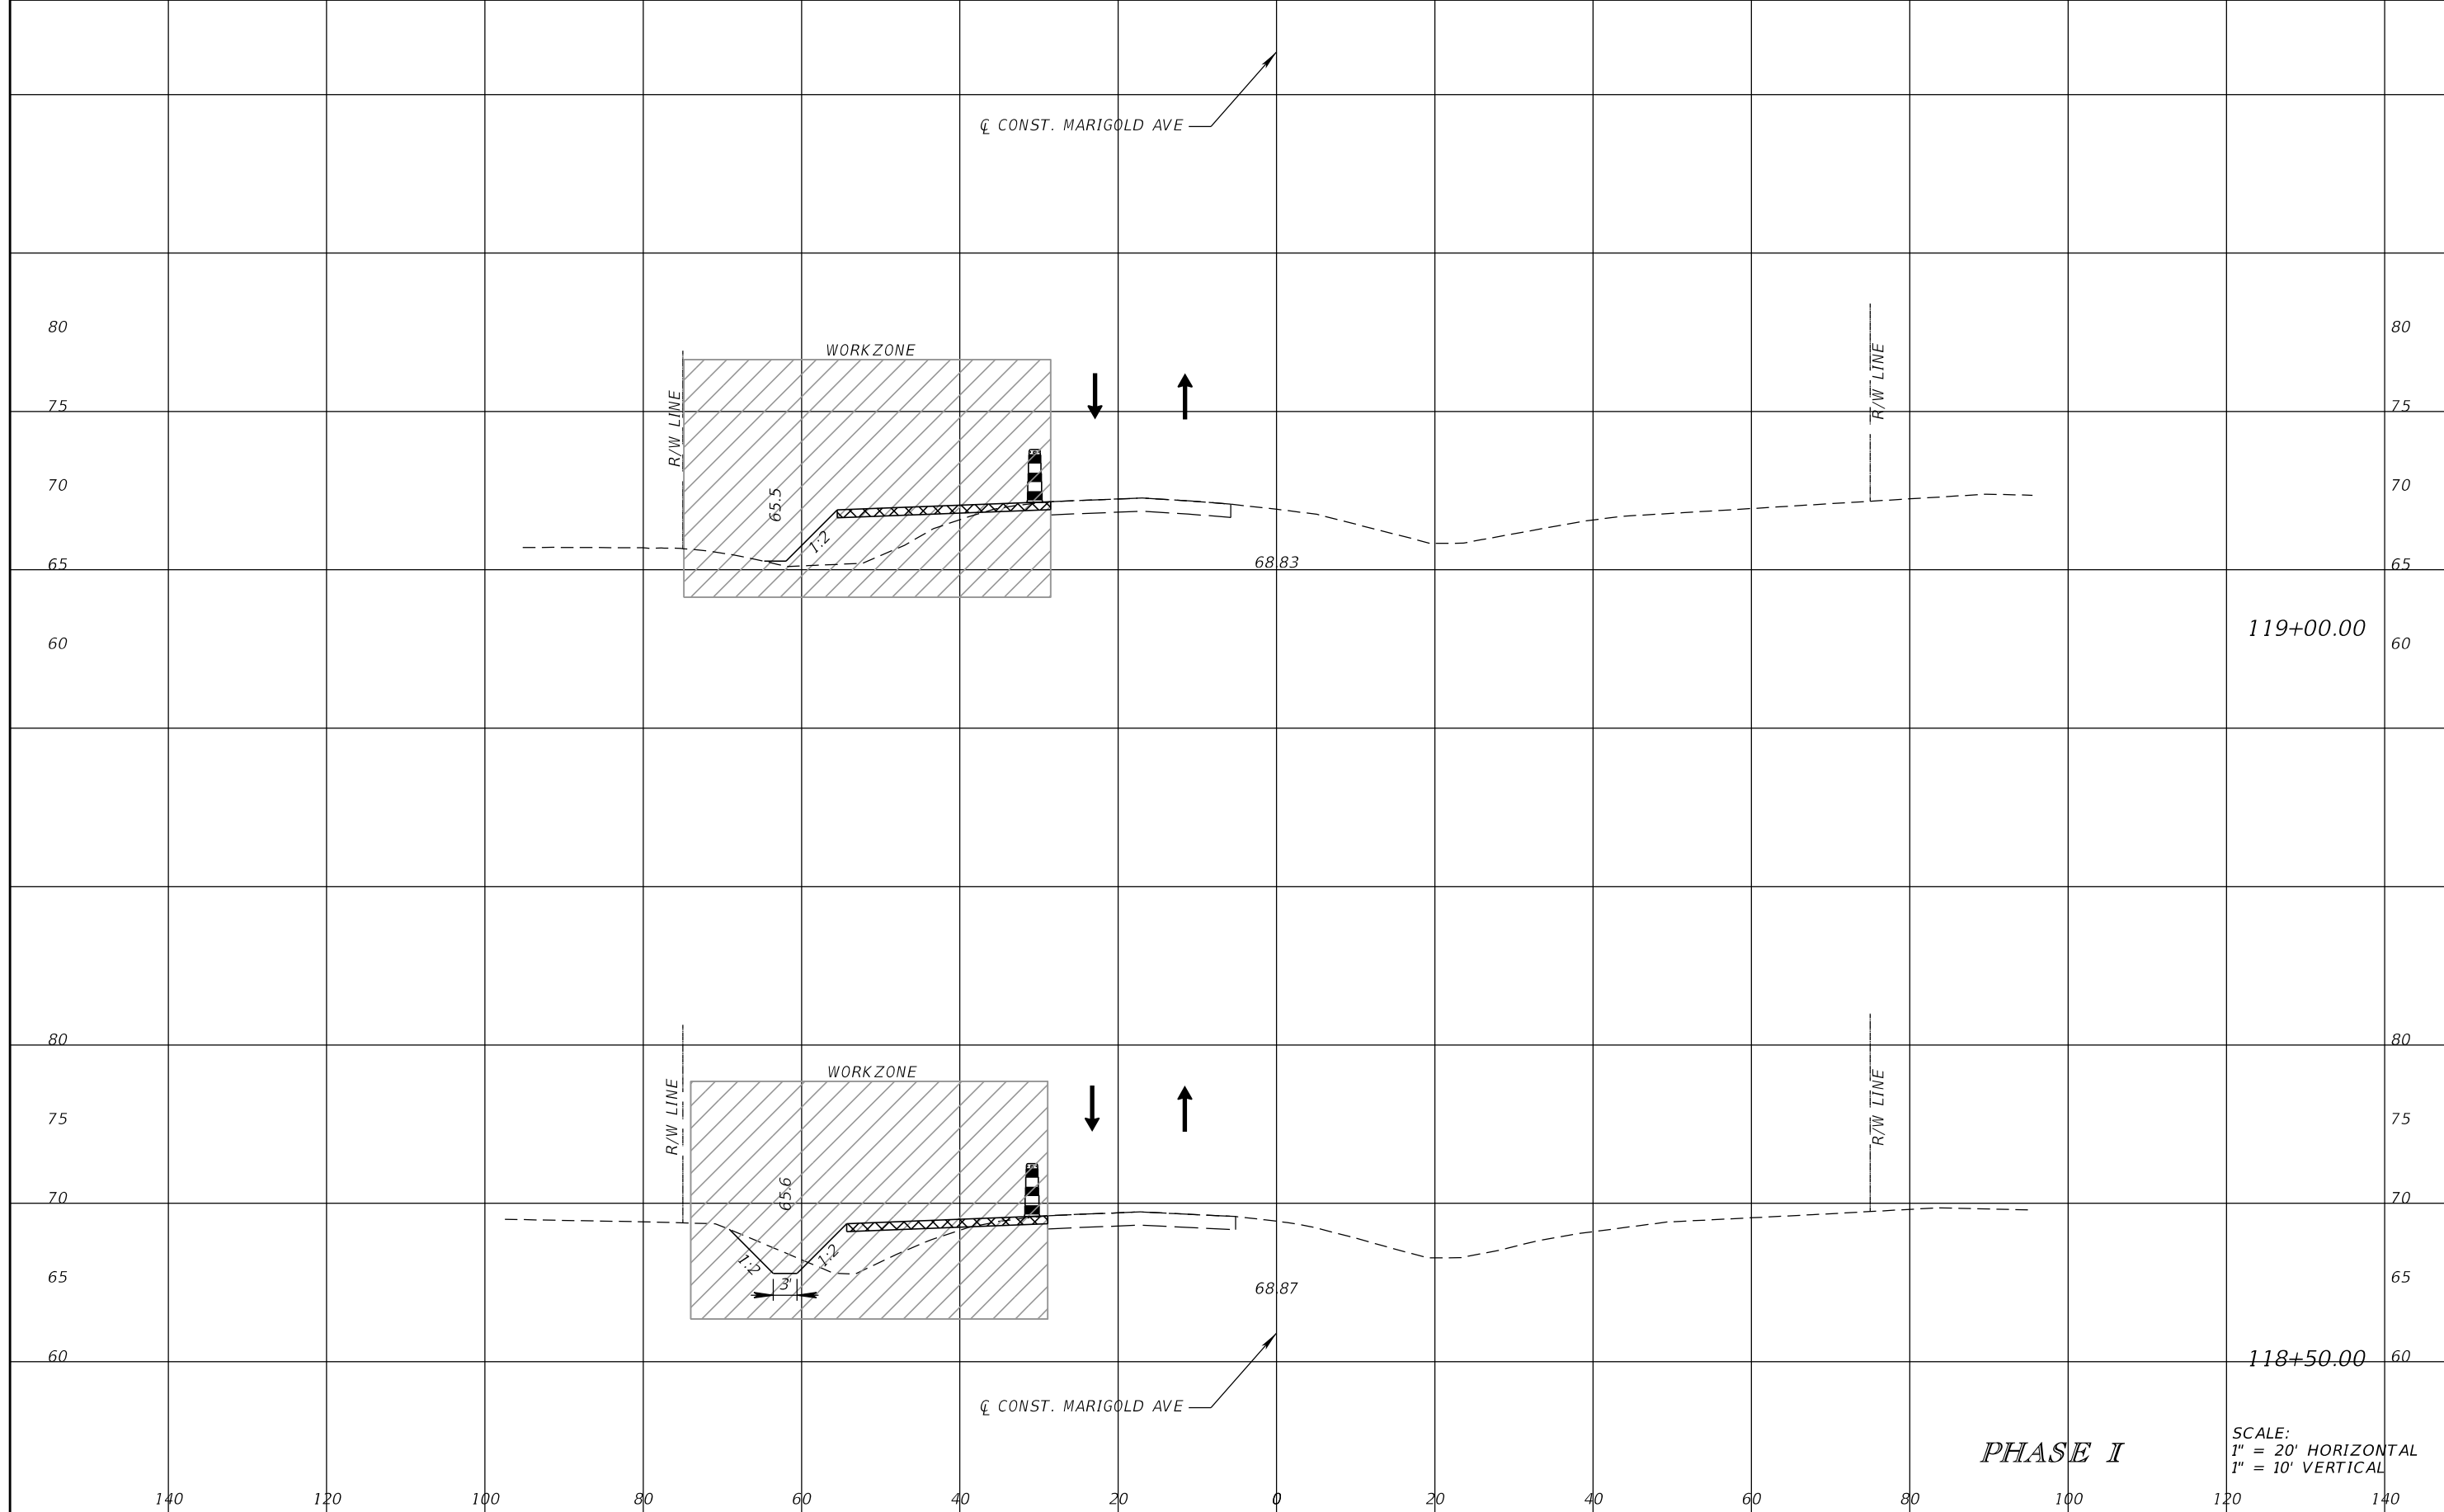 ℄ CONST. MARIGOLD AVE
80 80
WORKZONE
R/W LINE
R/W LINE
75 75
70 70
65.5
1:2
65 68.83 65
119+00.00
60 60
80 80
WORKZONE
R/W LINE
R/W LINE
75 75
70 65.6 70
1:2
1:2
65 3' 68.87 65
60 118+50.00 60
℄ CONST. MARIGOLD AVE
PHASE I
SCALE:
1" = 20' HORIZONTAL
1" = 10' VERTICAL
140 120 100 80 60 40 20 0 20 40 60 80 100 120 140